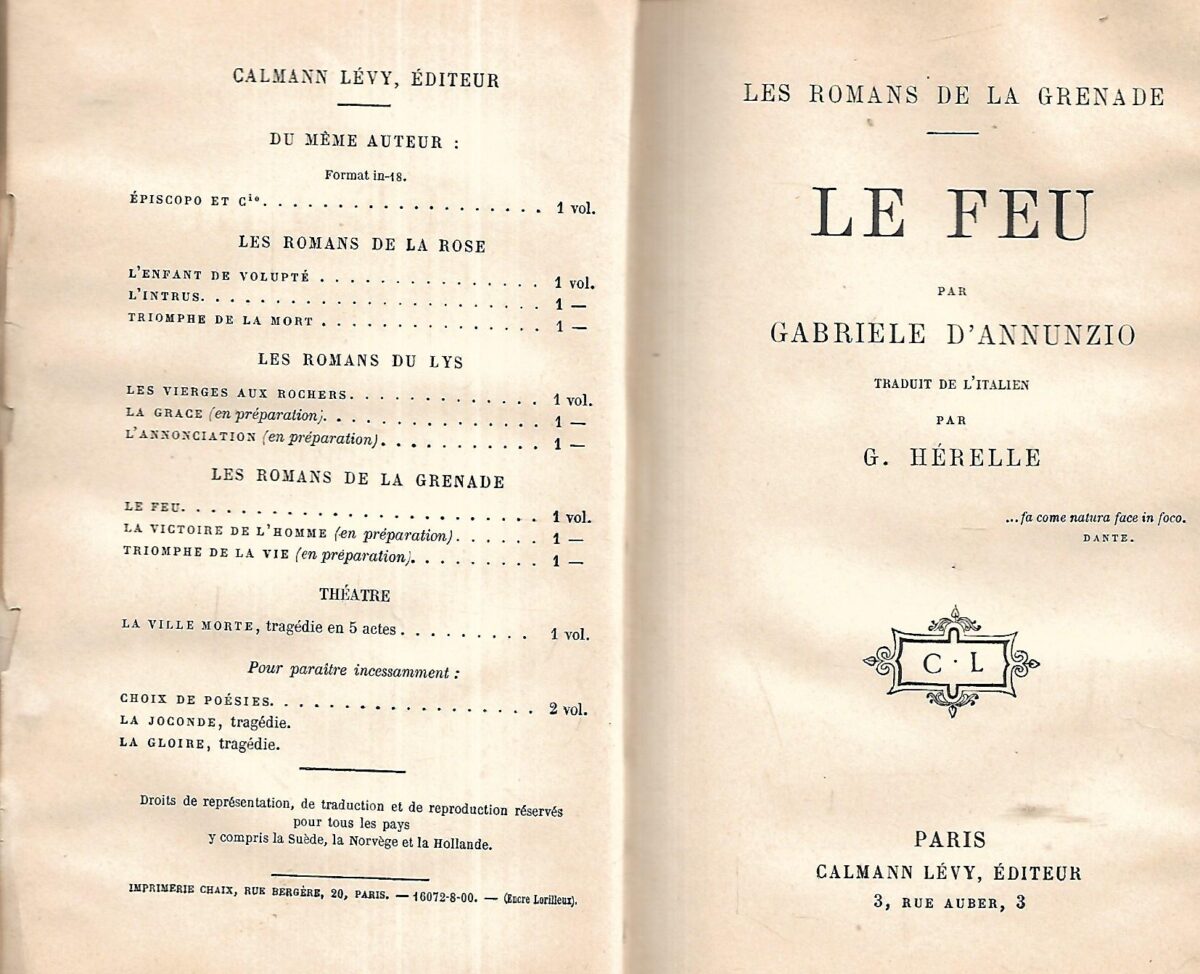 CALMANN LÉVY, ÉDITEUR
DU MÊME AUTEUR :
Format in-18.
ÉPISCOPO ET Cie. . . . . . . . . . . . . . . . . . . . 1 vol.
LES ROMANS DE LA ROSE
L'ENFANT DE VOLUPTÉ . . . . . . . . . . . . . . . . 1 vol.
L'INTRUS. . . . . . . . . . . . . . . . . . . . . . . . 1 —
TRIOMPHE DE LA MORT . . . . . . . . . . . . . . . . 1 —
LES ROMANS DU LYS
LES VIERGES AUX ROCHERS. . . . . . . . . . . . . . 1 vol.
LA GRACE (en préparation). . . . . . . . . . . . . . . 1 —
L'ANNONCIATION (en préparation). . . . . . . . . . . . 1 —
LES ROMANS DE LA GRENADE
LE FEU. . . . . . . . . . . . . . . . . . . . . . . . . 1 vol.
LA VICTOIRE DE L'HOMME (en préparation). . . . . . 1 —
TRIOMPHE DE LA VIE (en préparation). . . . . . . . . 1 —
THÉATRE
LA VILLE MORTE, tragédie en 5 actes . . . . . . . . . 1 vol.
Pour paraître incessamment :
CHOIX DE POÉSIES. . . . . . . . . . . . . . . . . . . 2 vol.
LA JOCONDE, tragédie.
LA GLOIRE, tragédie.
Droits de représentation, de traduction et de reproduction réservés
pour tous les pays
y compris la Suède, la Norvège et la Hollande.
IMPRIMERIE CHAIX, RUE BERGÈRE, 20, PARIS. — 16072-8-00. — (Encre Lorilleux).
LES ROMANS DE LA GRENADE
LE FEU
PAR
GABRIELE D'ANNUNZIO
TRADUIT DE L'ITALIEN
PAR
G. HÉRELLE
...fa come natura face in foco.
DANTE.
C · L
PARIS
CALMANN LÉVY, ÉDITEUR
3, RUE AUBER, 3